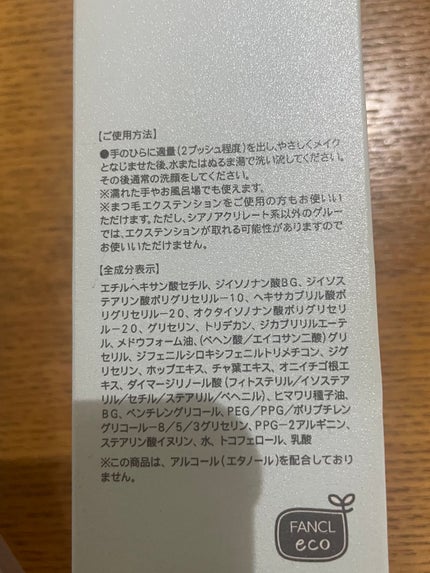 【ご使用方法】
●手のひらに適量（2プッシュ程度）を出し、やさしくメイク
となじませた後、水またはぬるま湯で洗い流してください。
その後通常の洗顔をしてください。
※濡れた手やお風呂場でも使えます。
※まつ毛エクステンションをご使用の方もお使いい
ただけます。ただし、シアノアクリレート系以外のグルー
では、エクステンションが取れる可能性がありますので
お使いいただけません。
【全成分表示】
エチルヘキサン酸セチル、ジイソノナン酸BG、ジイソス
テアリン酸ポリグリセリル－10、ヘキサカプリル酸ポ
リグリセリル－20、オクタイソノナン酸ポリグリセリ
ル－20、グリセリン、トリデカン、ジカプリリルエーテ
ル、メドウフォーム油、（ベヘン酸／エイコサン二酸）グリ
セリル、ジフェニルシロキシフェニルトリメチコン、ジグ
リセリン、ホップエキス、チャ葉エキス、オニイチゴ根エ
キス、ダイマージリノール酸（フィトステリル／イソステア
リル／セチル／ステアリル／ベヘニル）、ヒマワリ種子油、
BG、ペンチレングリコール、PEG／PPG／ポリブチレン
グリコール－8／5／3グリセリン、PPG－2アルギニン、
ステアリン酸イヌリン、水、トコフェロール、乳酸
※この商品は、アルコール（エタノール）を配合しており
ません。
FANCL
eco